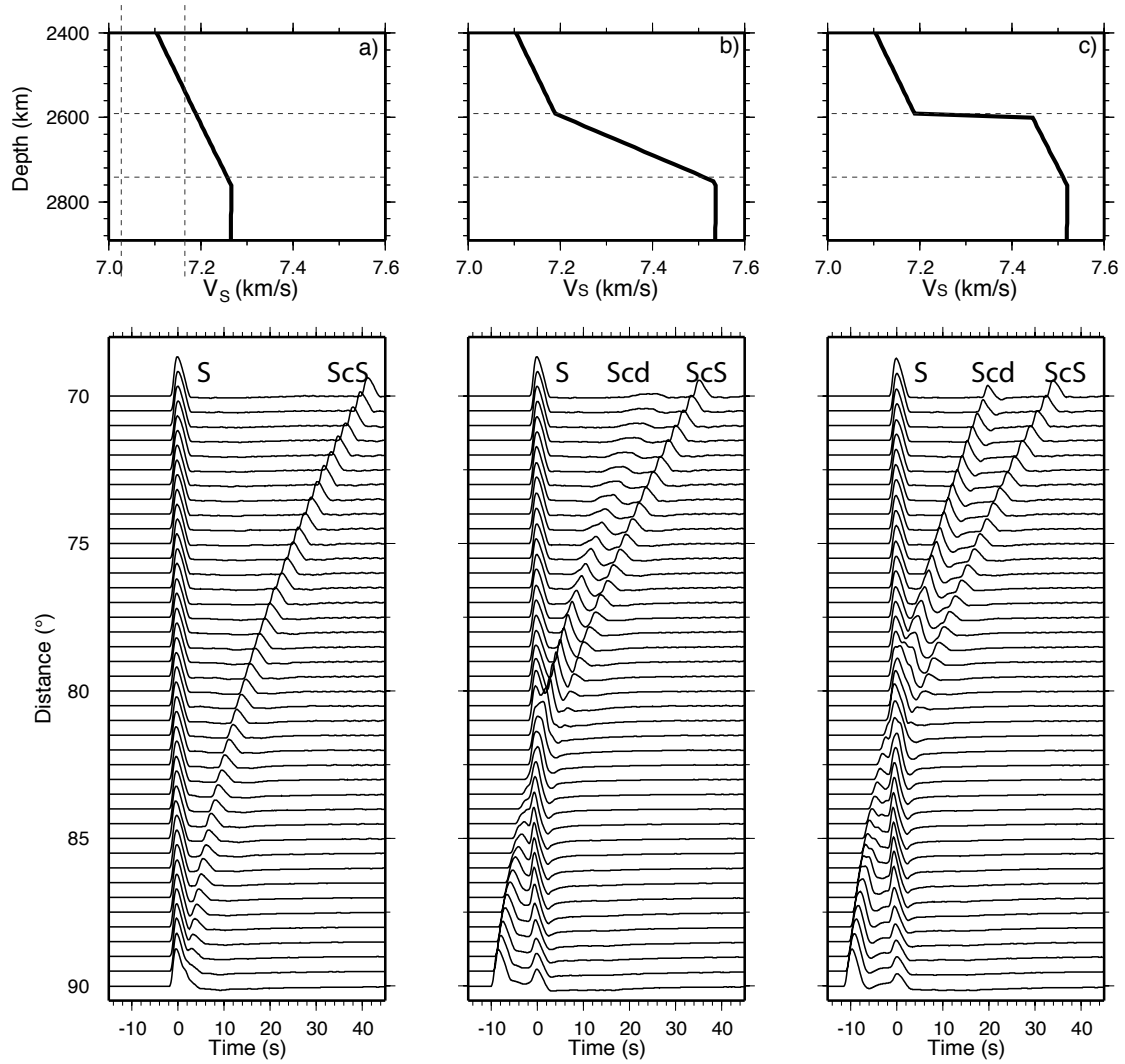 a) b) c)
2400
2600
2800
Depth (km)
7.0 7.2 7.4 7.6 7.0 7.2 7.4 7.6 7.0 7.2 7.4 7.6
VS (km/s) VS (km/s) VS (km/s)
S ScS S Scd ScS S Scd ScS
70
75
80
85
90
Distance (°)
-10 0 10 20 30 40 -10 0 10 20 30 40 -10 0 10 20 30 40
Time (s) Time (s) Time (s)